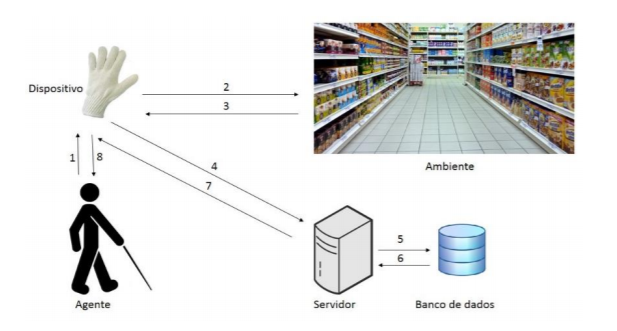 Dispositivo
2
3
Ambiente
1
8
4
7
5
6
Agente
Servidor
Banco de dados